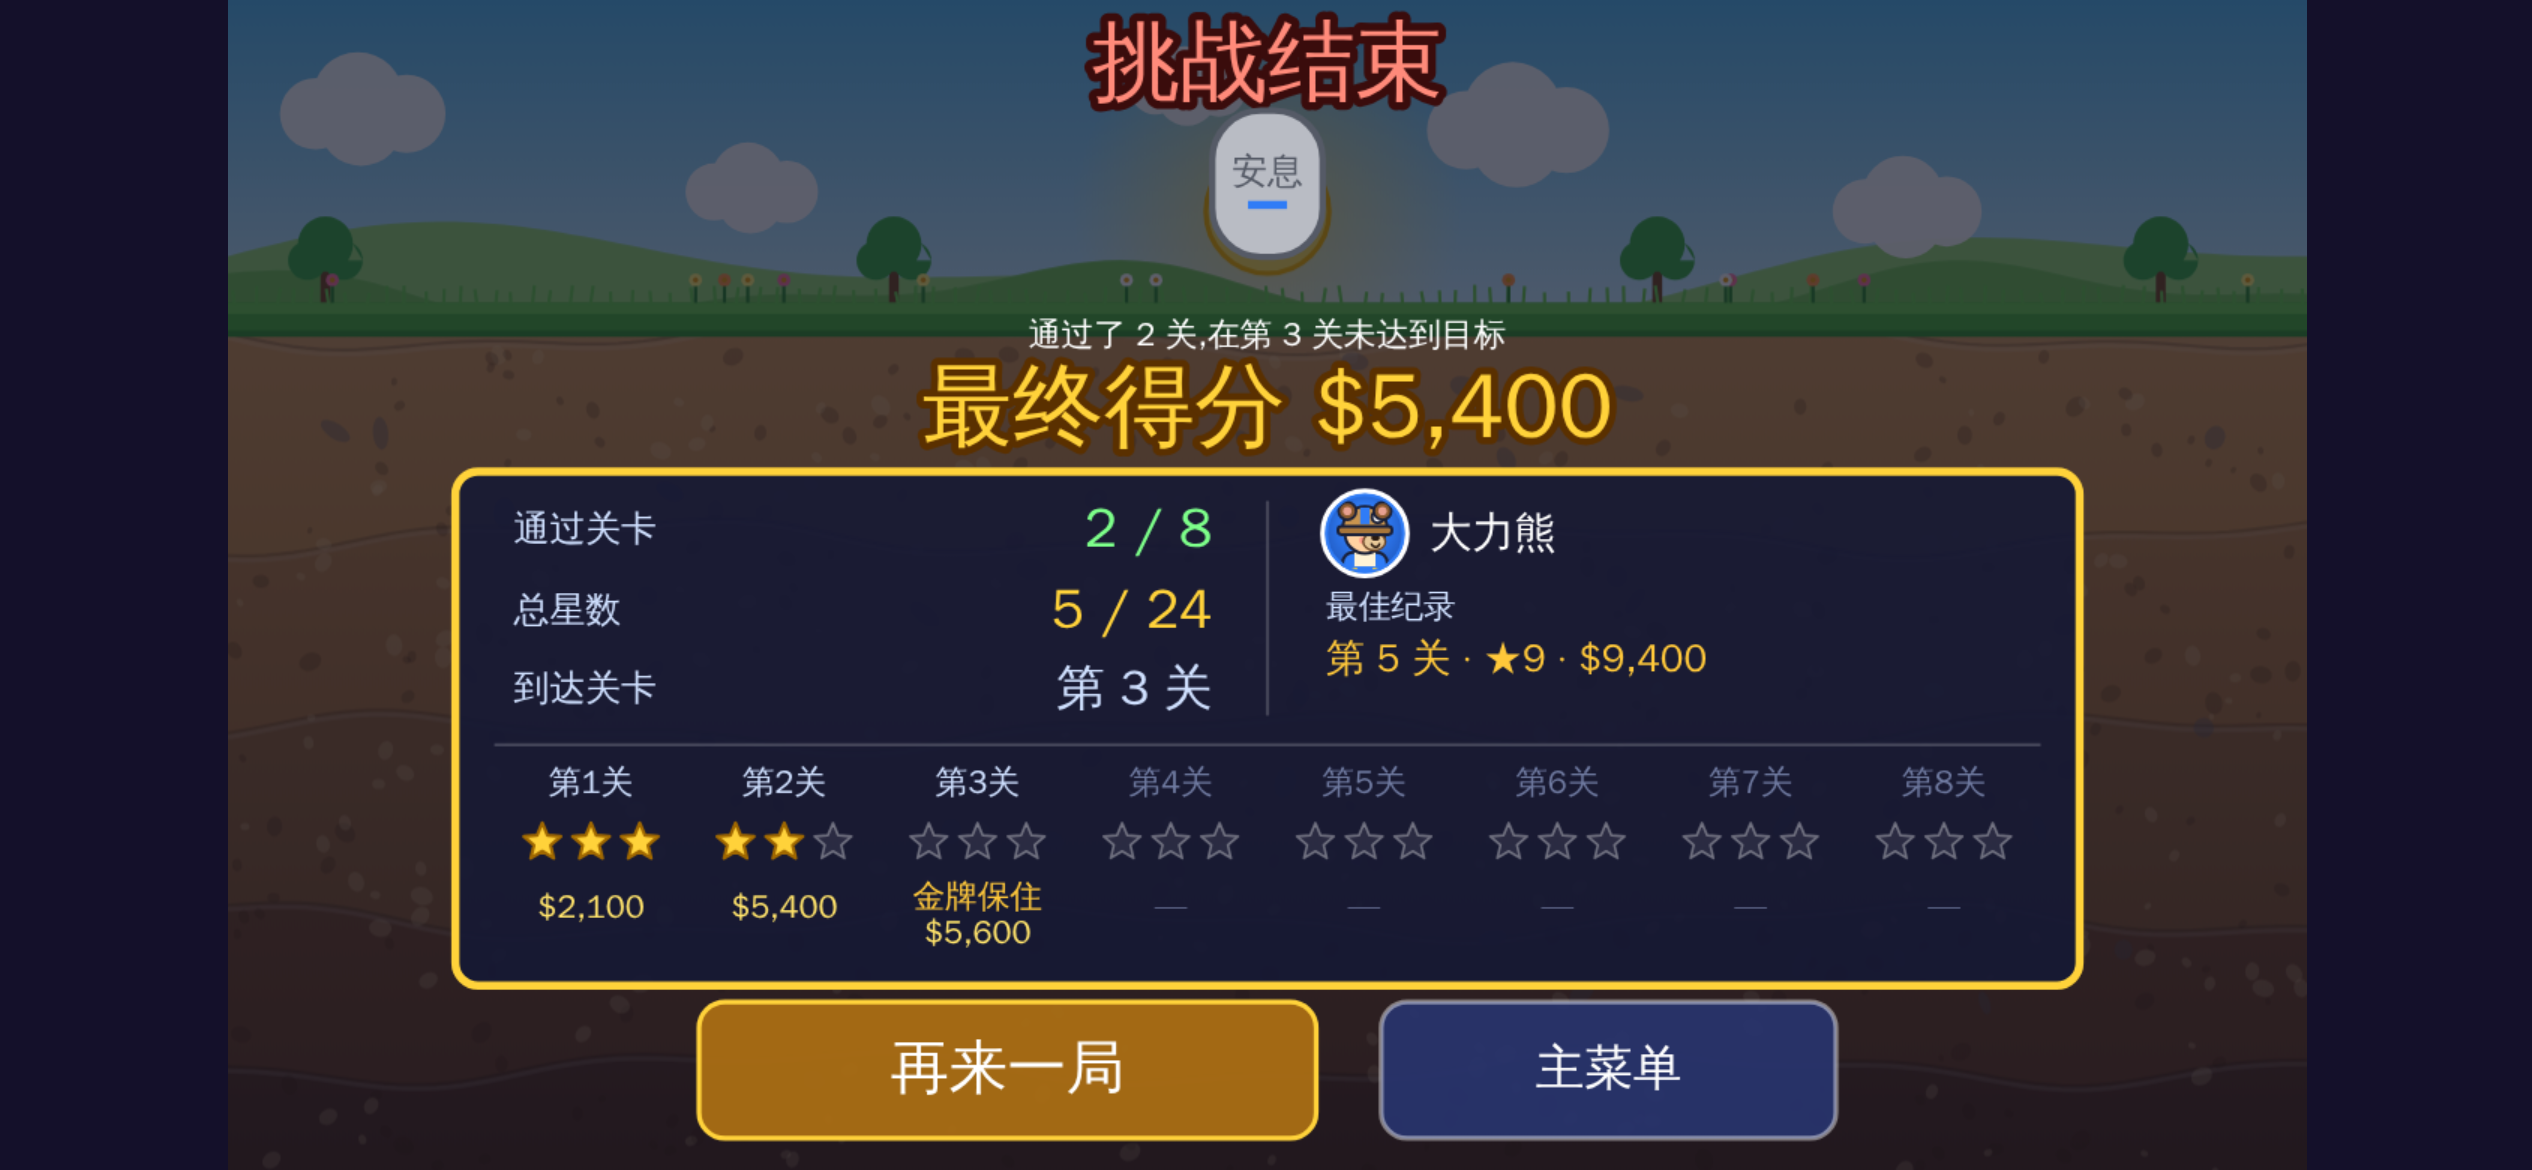 挑战结束
安息
通过了 2 关,在第 3 关未达到目标
最终得分 $5,400
通过关卡 2 / 8
总星数 5 / 24
到达关卡 第 3 关
大力熊
最佳纪录
第 5 关 · ★9 · $9,400
第1关 第2关 第3关 第4关 第5关 第6关 第7关 第8关
$2,100 $5,400 金牌保住 — — — — —
$5,600
再来一局 主菜单